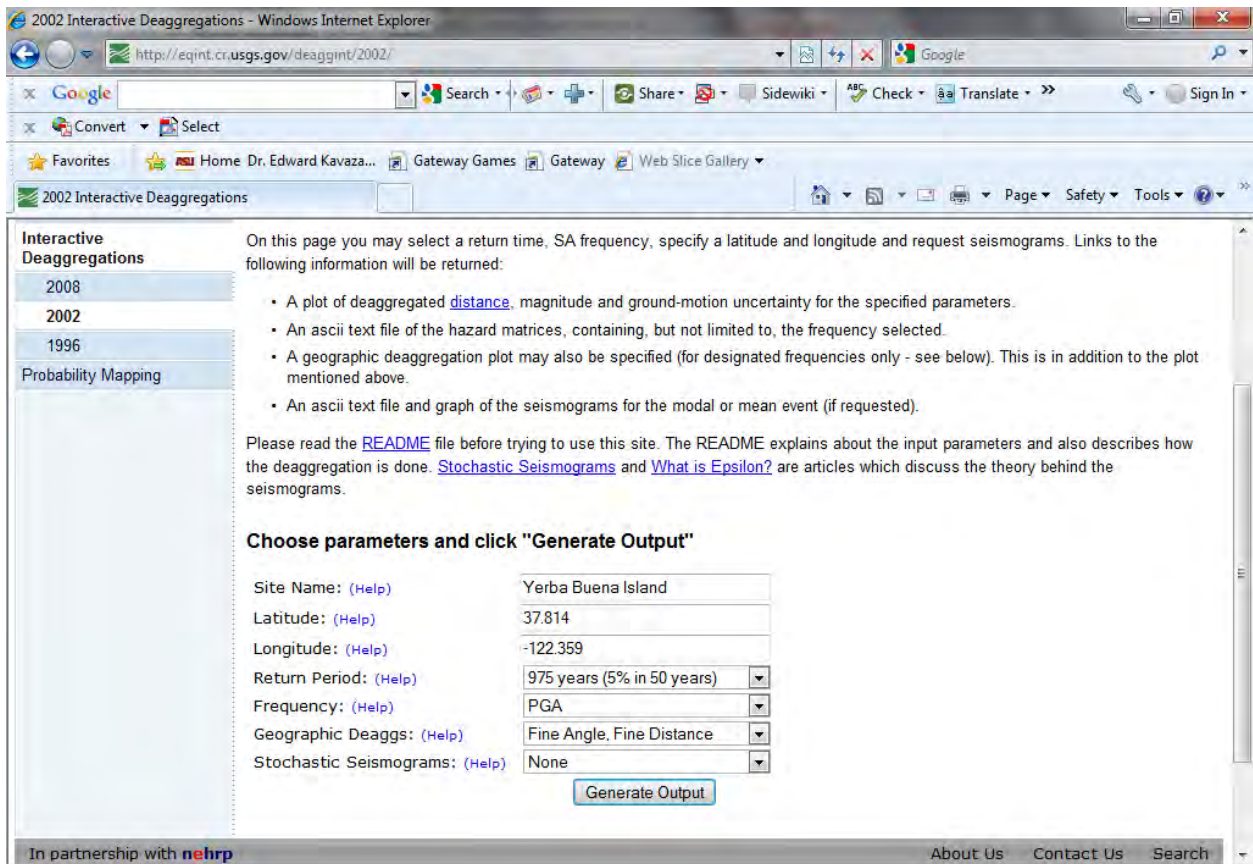 2002 Interactive Deaggregations - Windows Internet Explorer
http://eqint.cr.usgs.gov/deaggint/2002/
Google
x Google
Search
Share
Sidewiki
ABC Check
Translate
Sign In
x Convert Select
Favorites
ASU Home Dr. Edward Kavaza...
Gateway Games
Gateway
Web Slice Gallery
2002 Interactive Deaggregations
Page Safety Tools
Interactive
Deaggregations
2008
2002
1996
Probability Mapping
On this page you may select a return time, SA frequency, specify a latitude and longitude and request seismograms. Links to the
following information will be returned:
• A plot of deaggregated distance, magnitude and ground-motion uncertainty for the specified parameters.
• An ascii text file of the hazard matrices, containing, but not limited to, the frequency selected.
• A geographic deaggregation plot may also be specified (for designated frequencies only - see below). This is in addition to the plot
mentioned above.
• An ascii text file and graph of the seismograms for the modal or mean event (if requested).
Please read the README file before trying to use this site. The README explains about the input parameters and also describes how
the deaggregation is done. Stochastic Seismograms and What is Epsilon? are articles which discuss the theory behind the
seismograms.
Choose parameters and click "Generate Output"
Site Name: (Help) Yerba Buena Island
Latitude: (Help) 37.814
Longitude: (Help) -122.359
Return Period: (Help) 975 years (5% in 50 years)
Frequency: (Help) PGA
Geographic Deaggs: (Help) Fine Angle, Fine Distance
Stochastic Seismograms: (Help) None
Generate Output
In partnership with nehrp
About Us Contact Us Search